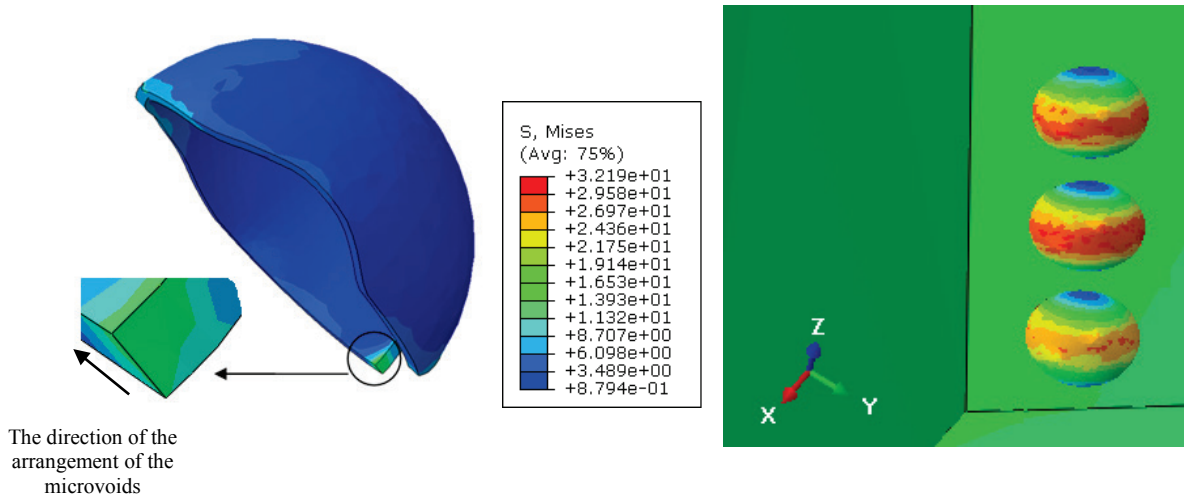 S, Mises
(Avg: 75%)
+3.219e+01
+2.958e+01
+2.697e+01
+2.436e+01
+2.175e+01
+1.914e+01
+1.653e+01
+1.393e+01
+1.132e+01
+8.707e+00
+6.098e+00
+3.489e+00
+8.794e-01
Z
X
Y
The direction of the
arrangement of the
microvoids